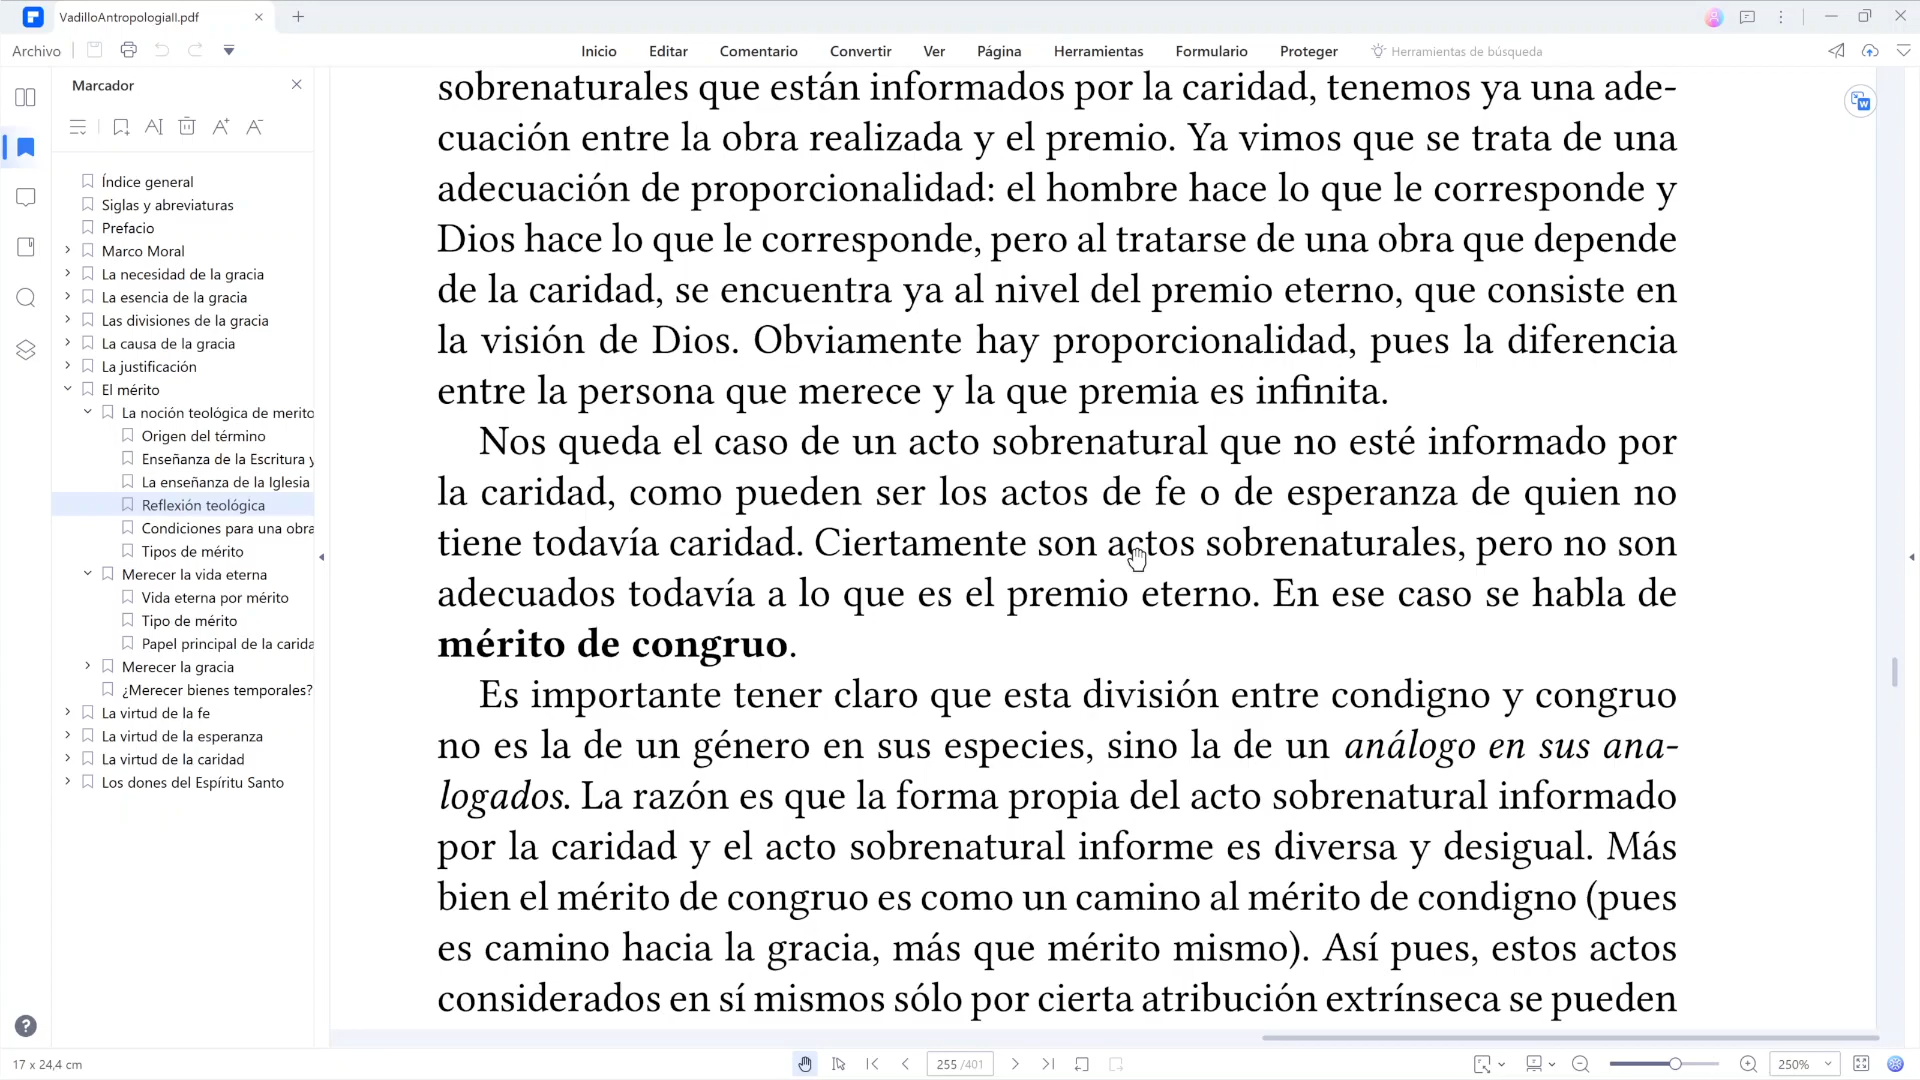 VadilloAntropologiaII.pdf
Archivo
Inicio
Editar
Comentario
Convertir
Ver
Página
Herramientas
Formulario
Proteger
Herramientas de búsqueda
Marcador
Índice general
Siglas y abreviaturas
Prefacio
Marco Moral
La necesidad de la gracia
La esencia de la gracia
Las divisiones de la gracia
La causa de la gracia
La justificación
El mérito
La noción teológica de merito
Origen del término
Enseñanza de la Escritura y
La enseñanza de la Iglesia
Reflexión teológica
Condiciones para una obra
Tipos de mérito
Merecer la vida eterna
Vida eterna por mérito
Tipo de mérito
Papel principal de la carida
Merecer la gracia
¿Merecer bienes temporales?
La virtud de la fe
La virtud de la esperanza
La virtud de la caridad
Los dones del Espíritu Santo
sobrenaturales que están informados por la caridad, tenemos ya una ade-
cuación entre la obra realizada y el premio. Ya vimos que se trata de una
adecuación de proporcionalidad: el hombre hace lo que le corresponde y
Dios hace lo que le corresponde, pero al tratarse de una obra que depende
de la caridad, se encuentra ya al nivel del premio eterno, que consiste en
la visión de Dios. Obviamente hay proporcionalidad, pues la diferencia
entre la persona que merece y la que premia es infinita.
Nos queda el caso de un acto sobrenatural que no esté informado por
la caridad, como pueden ser los actos de fe o de esperanza de quien no
tiene todavía caridad. Ciertamente son actos sobrenaturales, pero no son
adecuados todavía a lo que es el premio eterno. En ese caso se habla de
mérito de congruo.
Es importante tener claro que esta división entre condigno y congruo
no es la de un género en sus especies, sino la de un análogo en sus ana-
logados. La razón es que la forma propia del acto sobrenatural informado
por la caridad y el acto sobrenatural informe es diversa y desigual. Más
bien el mérito de congruo es como un camino al mérito de condigno (pues
es camino hacia la gracia, más que mérito mismo). Así pues, estos actos
considerados en sí mismos sólo por cierta atribución extrínseca se pueden
17 x 24,4 cm
255 /401
250%